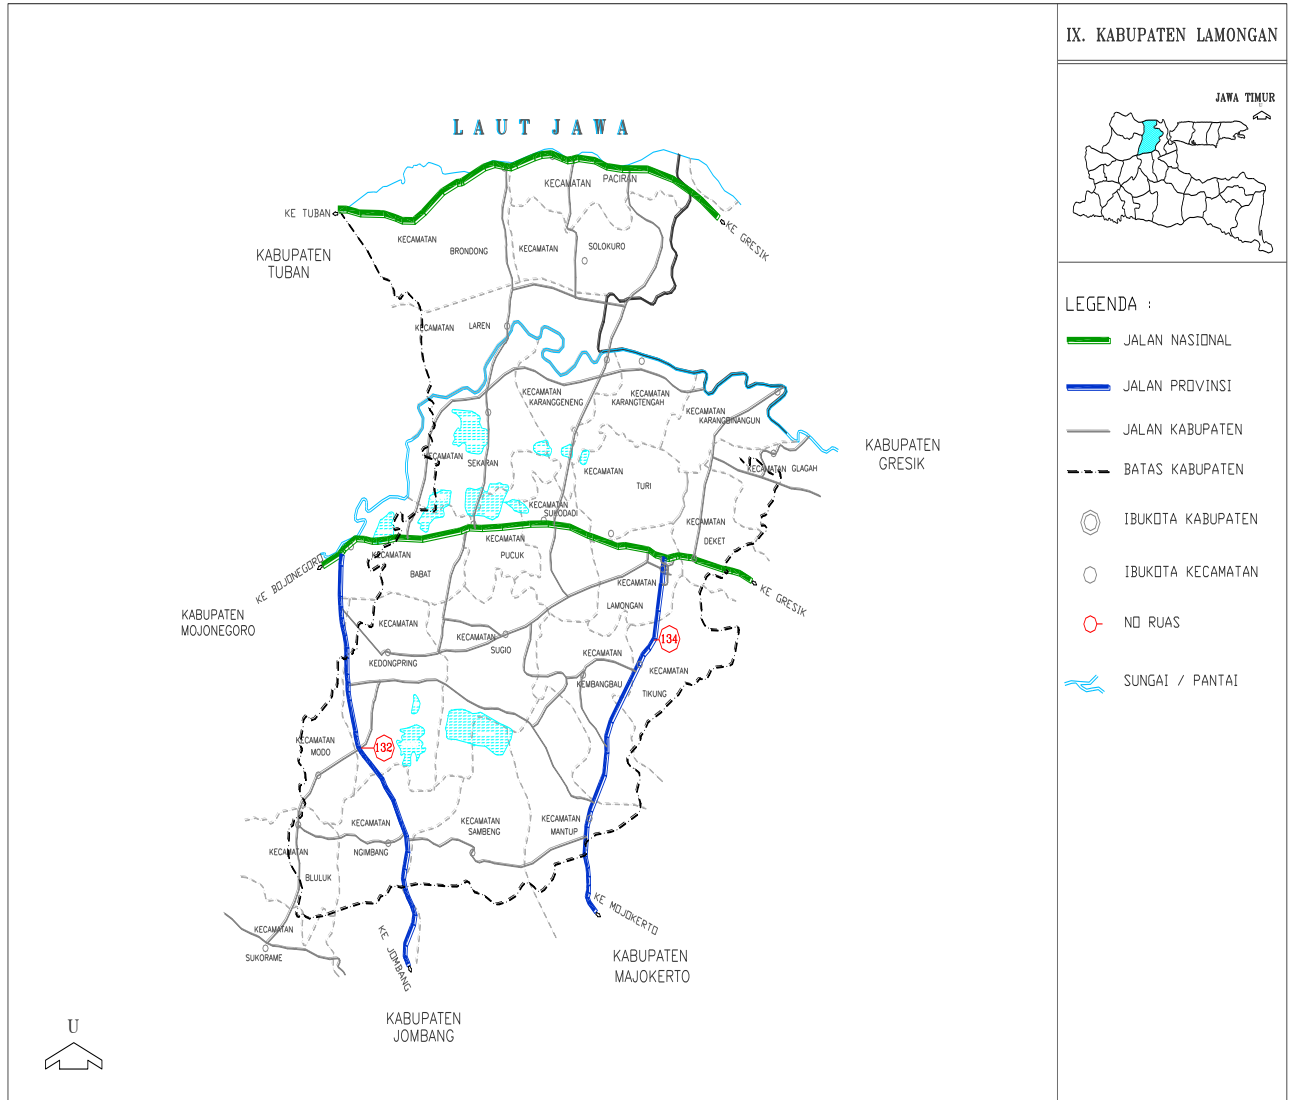 IX. KABUPATEN LAMONGAN
JAWA TIMUR
U
LAUT JAWA
KECAMATAN
PACIRAN
KE TUBAN
KE GRESIK
KECAMATAN
BRONDONG
KECAMATAN
SOLOKURO
KABUPATEN
TUBAN
KECAMATAN
LAREN
KECAMATAN
KARANGGENENG
KECAMATAN
KARANGTENGAH
KECAMATAN
KARANGBINANGUN
KABUPATEN
GRESIK
KECAMATAN
SEKARAN
KECAMATAN
TURI
KECAMATAN GLAGAH
KECAMATAN
SUKODADI
KECAMATAN
DEKET
KECAMATAN
PUCUK
KECAMATAN
BABAT
KE BOJONEGORO
KECAMATAN
LAMONGAN
KE GRESIK
KABUPATEN
MOJONEGORO
KECAMATAN
KEDONGPRING
KECAMATAN
SUGIO
134
KECAMATAN
KEMBANGBAU
KECAMATAN
TIKUNG
KECAMATAN
MODO
132
KECAMATAN
NGIMBANG
KECAMATAN
SAMBENG
KECAMATAN
MANTUP
KECAMATAN
BLULUK
KE MOJOKERTO
KECAMATAN
SUKORAME
KE JOMBANG
KABUPATEN
MAJOKERTO
KABUPATEN
JOMBANG
U
LEGENDA :
JALAN NASIONAL
JALAN PROVINSI
JALAN KABUPATEN
BATAS KABUPATEN
IBUKOTA KABUPATEN
IBUKOTA KECAMATAN
NO RUAS
SUNGAI / PANTAI